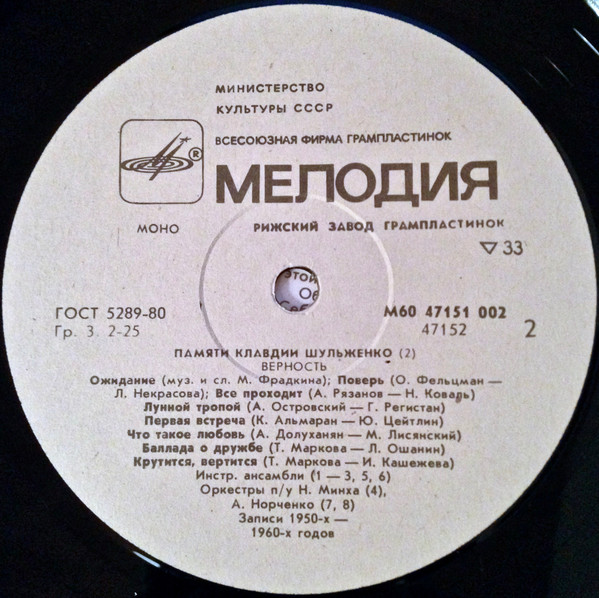 МИНИСТЕРСТВО
КУЛЬТУРЫ СССР
ВСЕСОЮЗНАЯ ФИРМА ГРАМПЛАСТИНОК
®
МЕЛОДИЯ
МОНО
РИЖСКИЙ ЗАВОД ГРАМПЛАСТИНОК
▽ 33
этой
ГОСТ 5289-80
М60 47151 002
Гр. 3. 2-25
47152
2
ПАМЯТИ КЛАВДИИ ШУЛЬЖЕНКО (2)
ВЕРНОСТЬ
Ожидание (муз. и сл. М. Фрадкина); Поверь (О. Фельцман —
Л. Некрасова); Все проходит (А. Рязанов — Н. Коваль)
Лунной тропой (А. Островский — Г. Регистан)
Первая встреча (К. Альмаран — Ю. Цейтлин)
Что такое любовь (А. Долуханян — М. Лисянский)
Баллада о дружбе (Т. Маркова — Л. Ошанин)
Крутится, вертится (Т. Маркова — И. Кашежева)
Инстр. ансамбли (1 — 3, 5, 6)
Оркестры п/у Н. Минха (4),
А. Норченко (7, 8)
Записи 1950-х —
1960-х годов